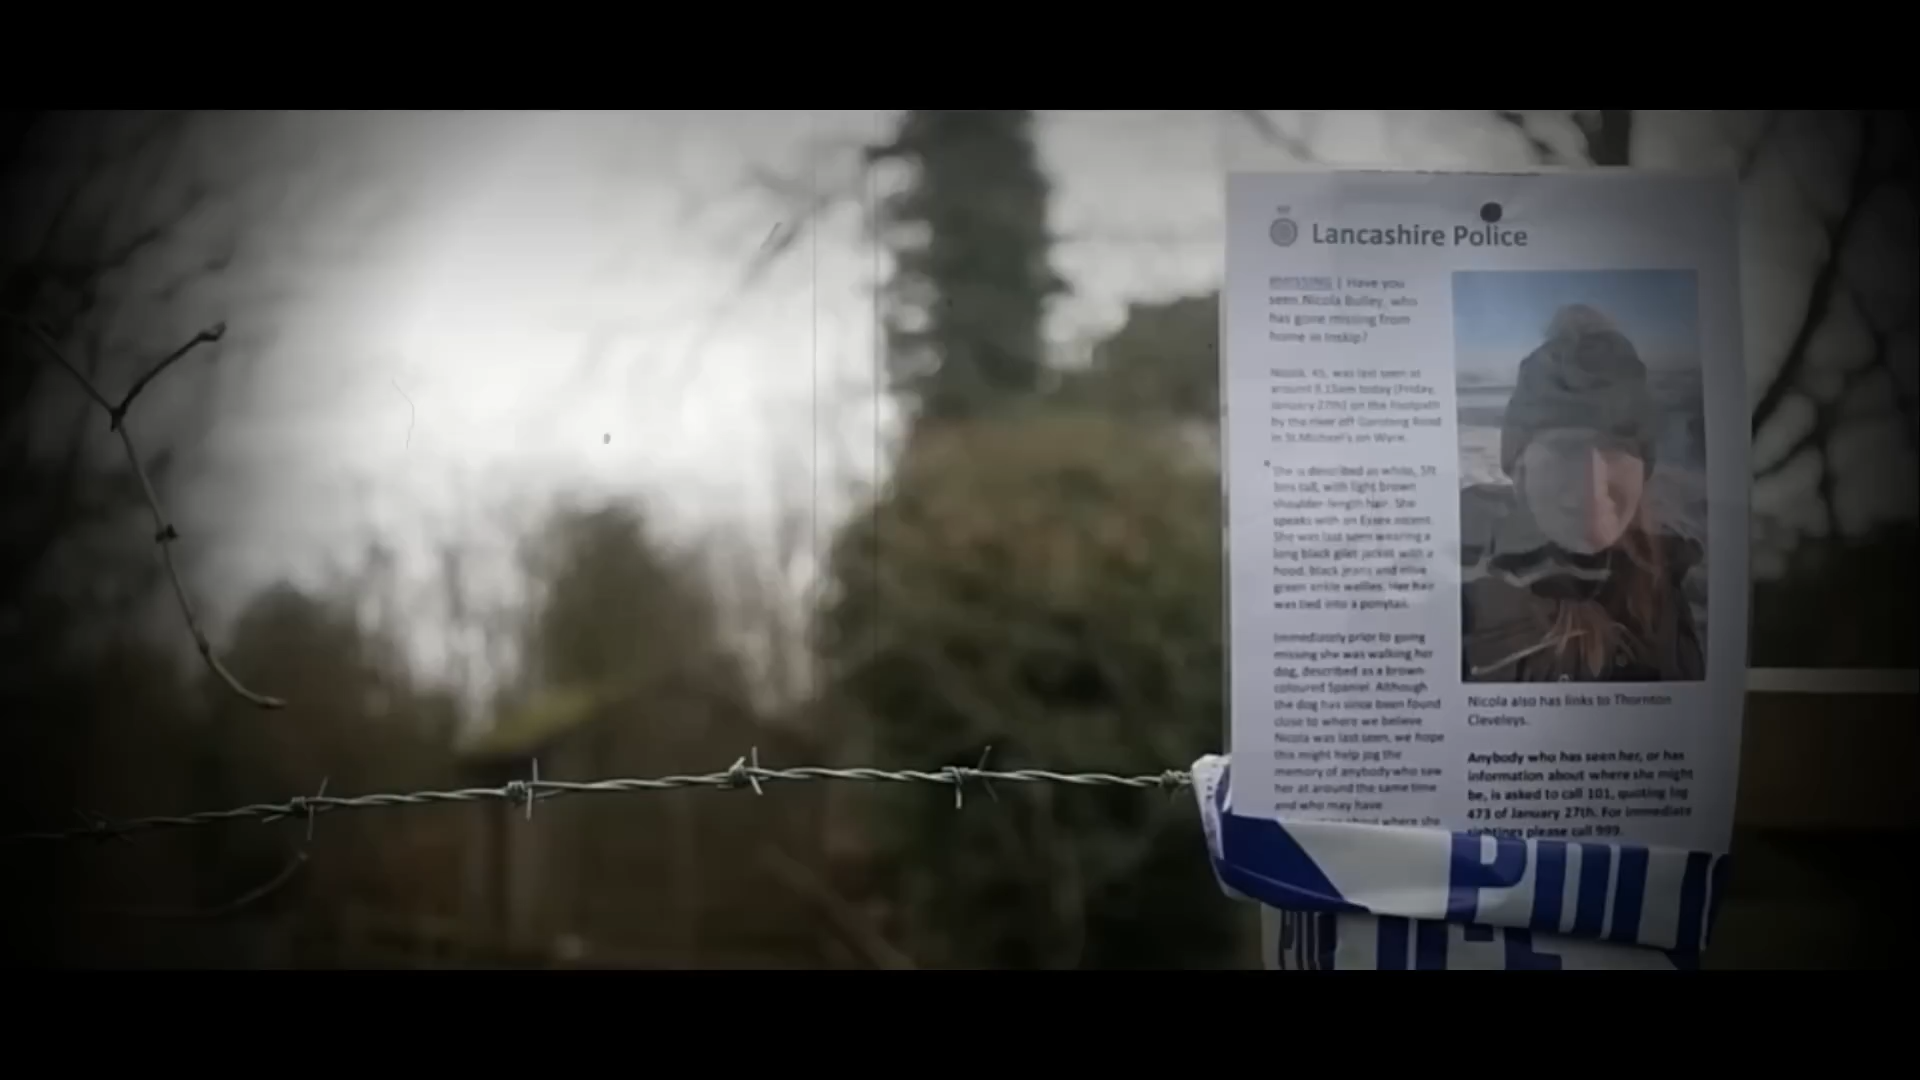 Lancashire Police
#MISSING | Have you
seen Nicola Bulley, who
has gone missing from
home in Inskip?
Nicola, 45, was last seen at
around 9.15am today (Friday,
January 27th) on the footpath
by the river off Garstang Road
in St Michael's on Wyre.
She is described as white, 5ft
3ins tall, with light brown
shoulder-length hair. She
speaks with an Essex accent.
She was last seen wearing a
long black gilet jacket with a
hood, black jeans and olive
green ankle wellies. Her hair
was tied into a ponytail.
Immediately prior to going
missing she was walking her
dog, described as a brown
coloured Spaniel. Although
the dog has since been found
close to where we believe
Nicola was last seen, we hope
this might help jog the
memory of anybody who saw
her at around the same time
and who may have
about where she
Nicola also has links to Thornton
Cleveleys.
Anybody who has seen her, or has
information about where she might
be, is asked to call 101, quoting log
473 of January 27th. For immediate
sightings please call 999.
POLI
POLICE